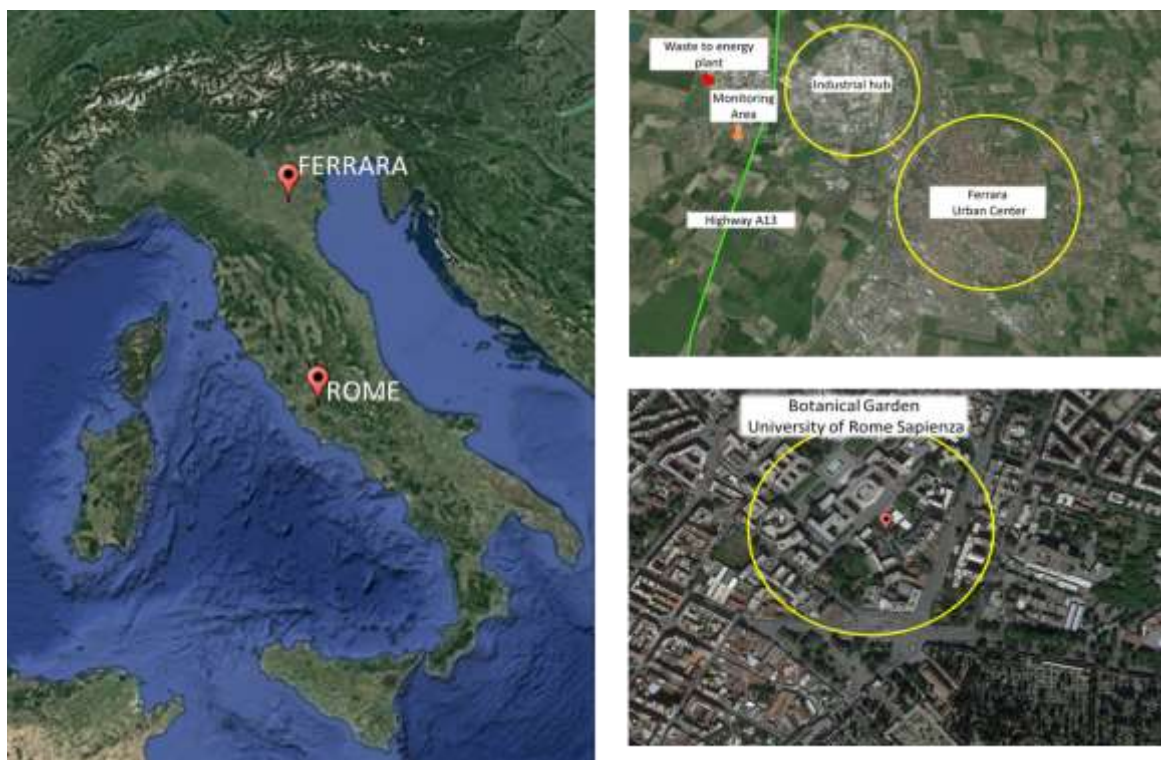 FERRARA
ROME
Waste to energy
plant
Industrial hub
Monitoring
Area
Ferrara
Urban Center
Highway A13
Botanical Garden
University of Rome Sapienza